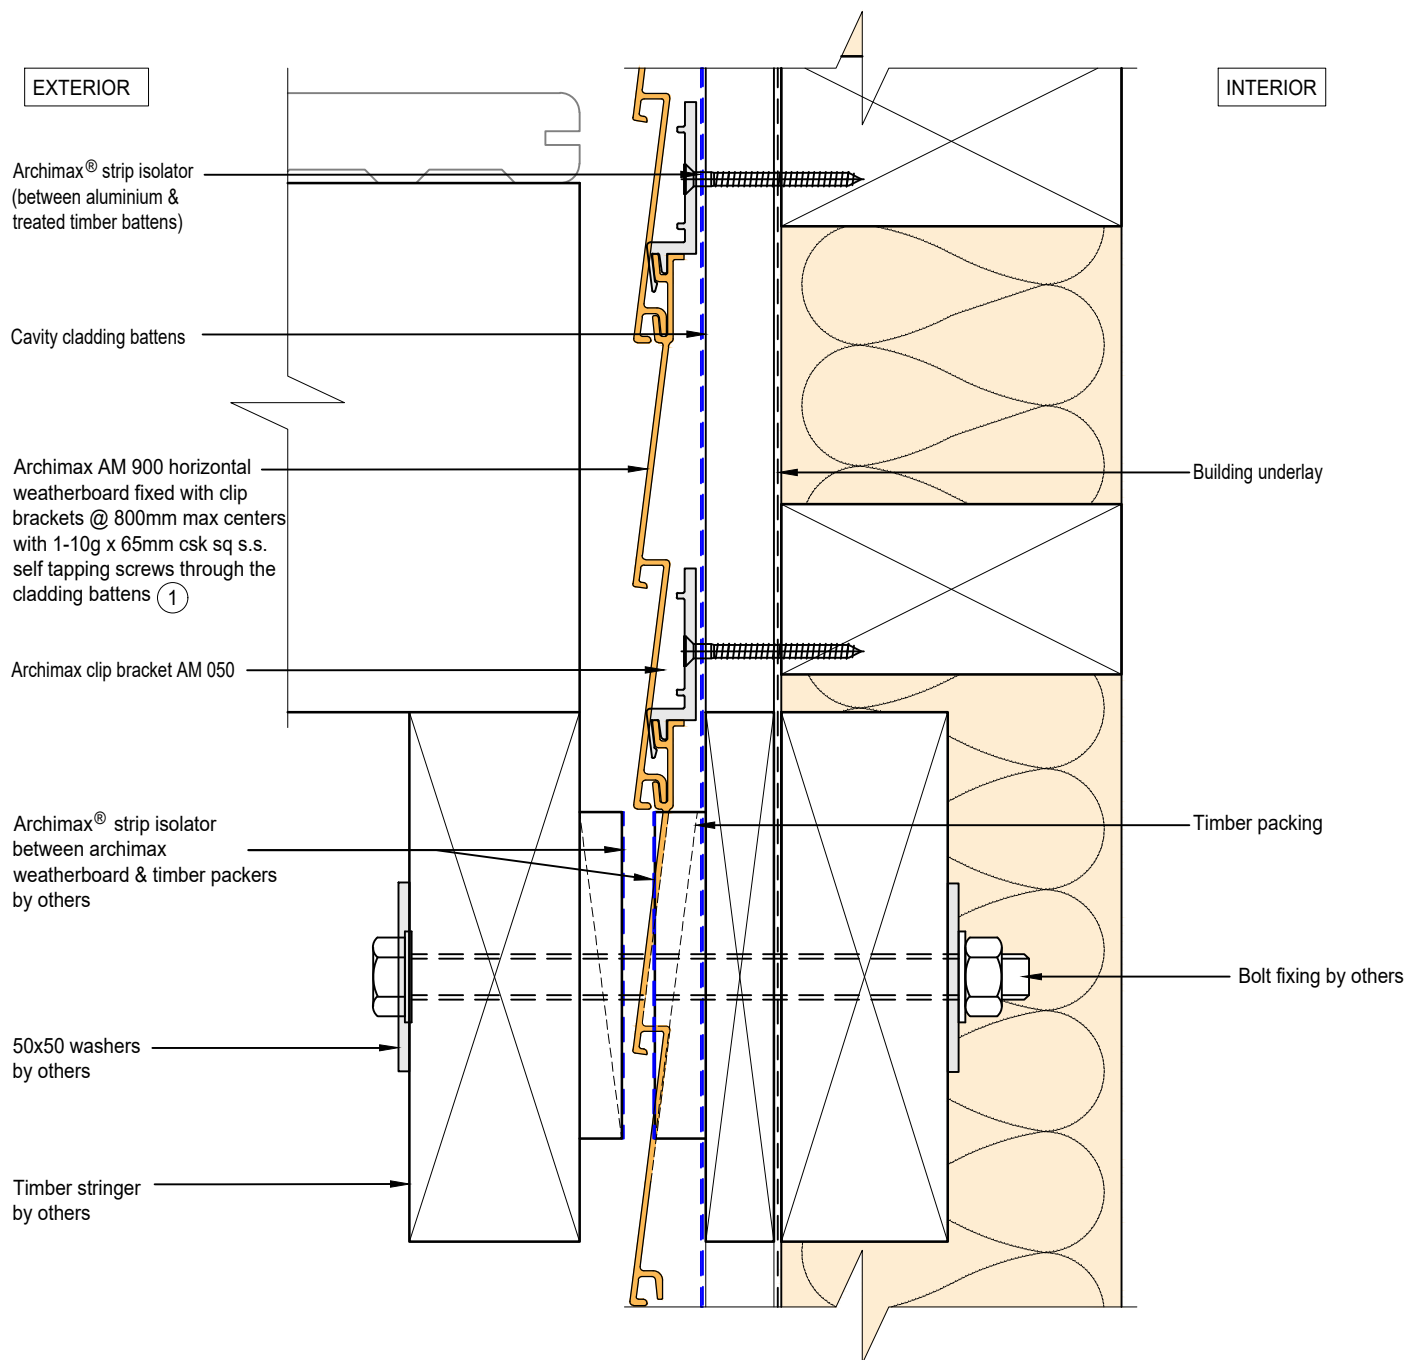 EXTERIOR
INTERIOR
Archimax® strip isolator
(between aluminium &
treated timber battens)
Cavity cladding battens
Archimax AM 900 horizontal
weatherboard fixed with clip
brackets @ 800mm max centers
with 1-10g x 65mm csk sq s.s.
self tapping screws through the
cladding battens 1
Building underlay
Archimax clip bracket AM 050
Archimax® strip isolator
between archimax
weatherboard & timber packers
by others
Timber packing
Bolt fixing by others
50x50 washers
by others
Timber stringer
by others